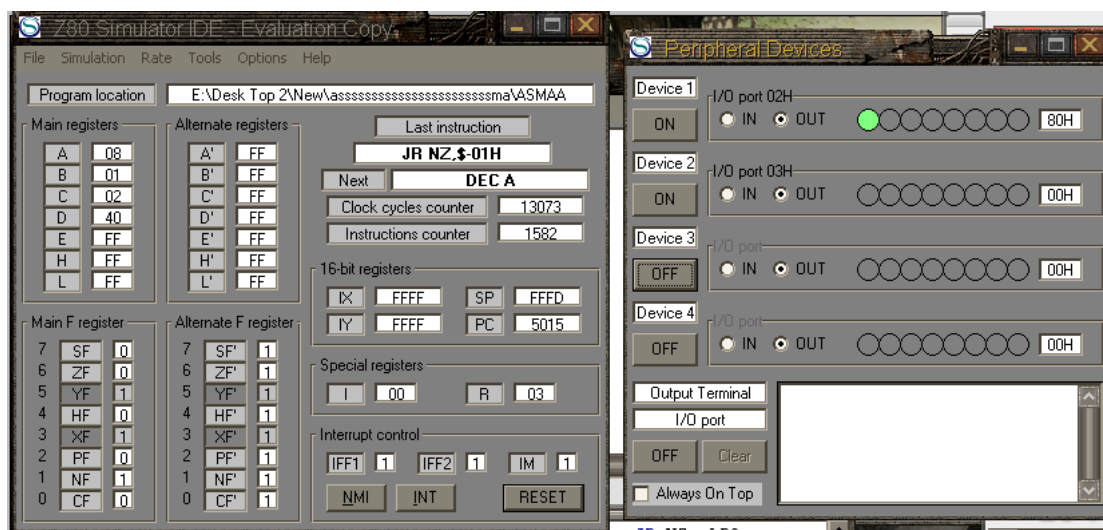 Z80 Simulator IDE - Evaluation Copy
File Simulation Rate Tools Options Help
Program location E:\Desk Top 2\New\assssssssssssssssssssssssma\ASMAA
Main registers
A 08
B 01
C 02
D 40
E FF
H FF
L FF
Alternate registers
A' FF
B' FF
C' FF
D' FF
E' FF
H' FF
L' FF
Last instruction
JR NZ,$-01H
Next DEC A
Clock cycles counter 13073
Instructions counter 1582
16-bit registers
IX FFFF SP FFFD
IY FFFF PC 5015
Special registers
I 00 R 03
Interrupt control
IFF1 1 IFF2 1 IM 1
NMI INT RESET
Main F register
7 SF 0
6 ZF 0
5 YF 1
4 HF 0
3 XF 1
2 PF 0
1 NF 1
0 CF 0
Alternate F register
7 SF' 1
6 ZF' 1
5 YF' 1
4 HF' 1
3 XF' 1
2 PF' 1
1 NF' 1
0 CF' 1
Peripheral Devices
Device 1
ON
I/O port 02H
IN OUT 80H
Device 2
ON
I/O port 03H
IN OUT 00H
Device 3
OFF
I/O port
IN OUT 00H
Device 4
OFF
I/O port
IN OUT 00H
Output Terminal
I/O port
OFF Clear
Always On Top